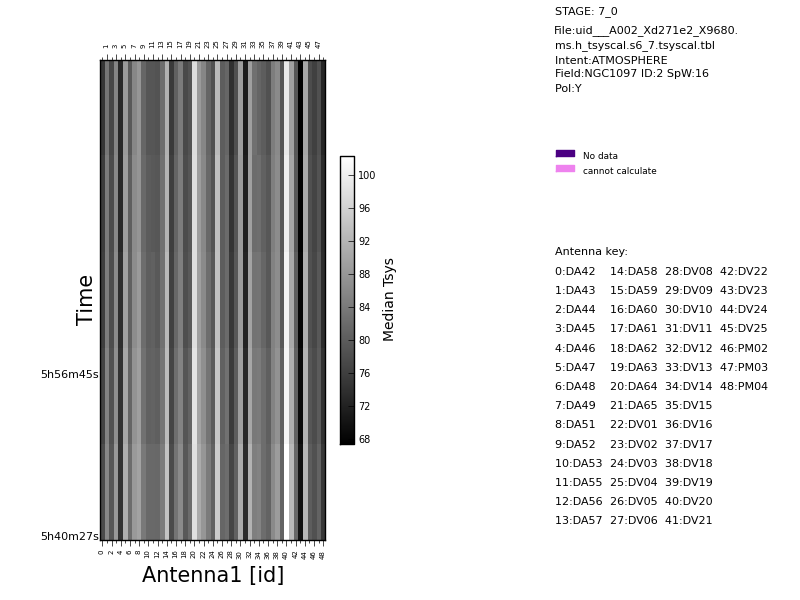 STAGE: 7_0
File:uid___A002_Xd271e2_X9680.
ms.h_tsyscal.s6_7.tsyscal.tbl
Intent:ATMOSPHERE
Field:NGC1097 ID:2 SpW:16
Pol:Y
1 3 5 7 9 11 13 15 17 19 21 23 25 27 29 31 33 35 37 39 41 43 45 47
No data
cannot calculate
100
96
92
88
84
80
76
72
68
Median Tsys
Time
5h56m45s
5h40m27s
0 2 4 6 8 10 12 14 16 18 20 22 24 26 28 30 32 34 36 38 40 42 44 46 48
Antenna1 [id]
Antenna key:
0:DA42 14:DA58 28:DV08 42:DV22
1:DA43 15:DA59 29:DV09 43:DV23
2:DA44 16:DA60 30:DV10 44:DV24
3:DA45 17:DA61 31:DV11 45:DV25
4:DA46 18:DA62 32:DV12 46:PM02
5:DA47 19:DA63 33:DV13 47:PM03
6:DA48 20:DA64 34:DV14 48:PM04
7:DA49 21:DA65 35:DV15
8:DA51 22:DV01 36:DV16
9:DA52 23:DV02 37:DV17
10:DA53 24:DV03 38:DV18
11:DA55 25:DV04 39:DV19
12:DA56 26:DV05 40:DV20
13:DA57 27:DV06 41:DV21